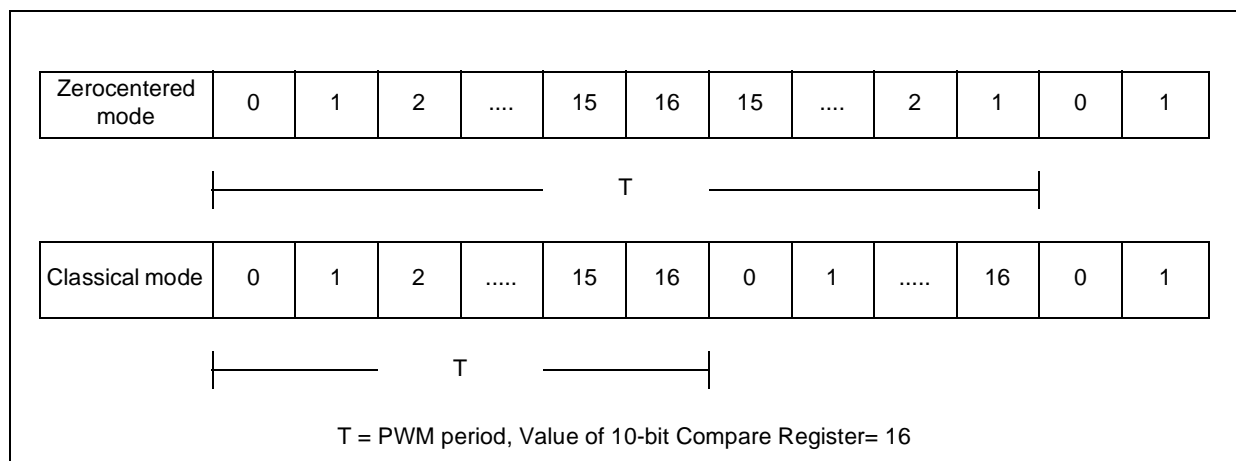 Zerocentered mode 0 1 2 .... 15 16 15 .... 2 1 0 1
T
Classical mode 0 1 2 ..... 15 16 0 1 ..... 16 0 1
T
T = PWM period, Value of 10-bit Compare Register= 16